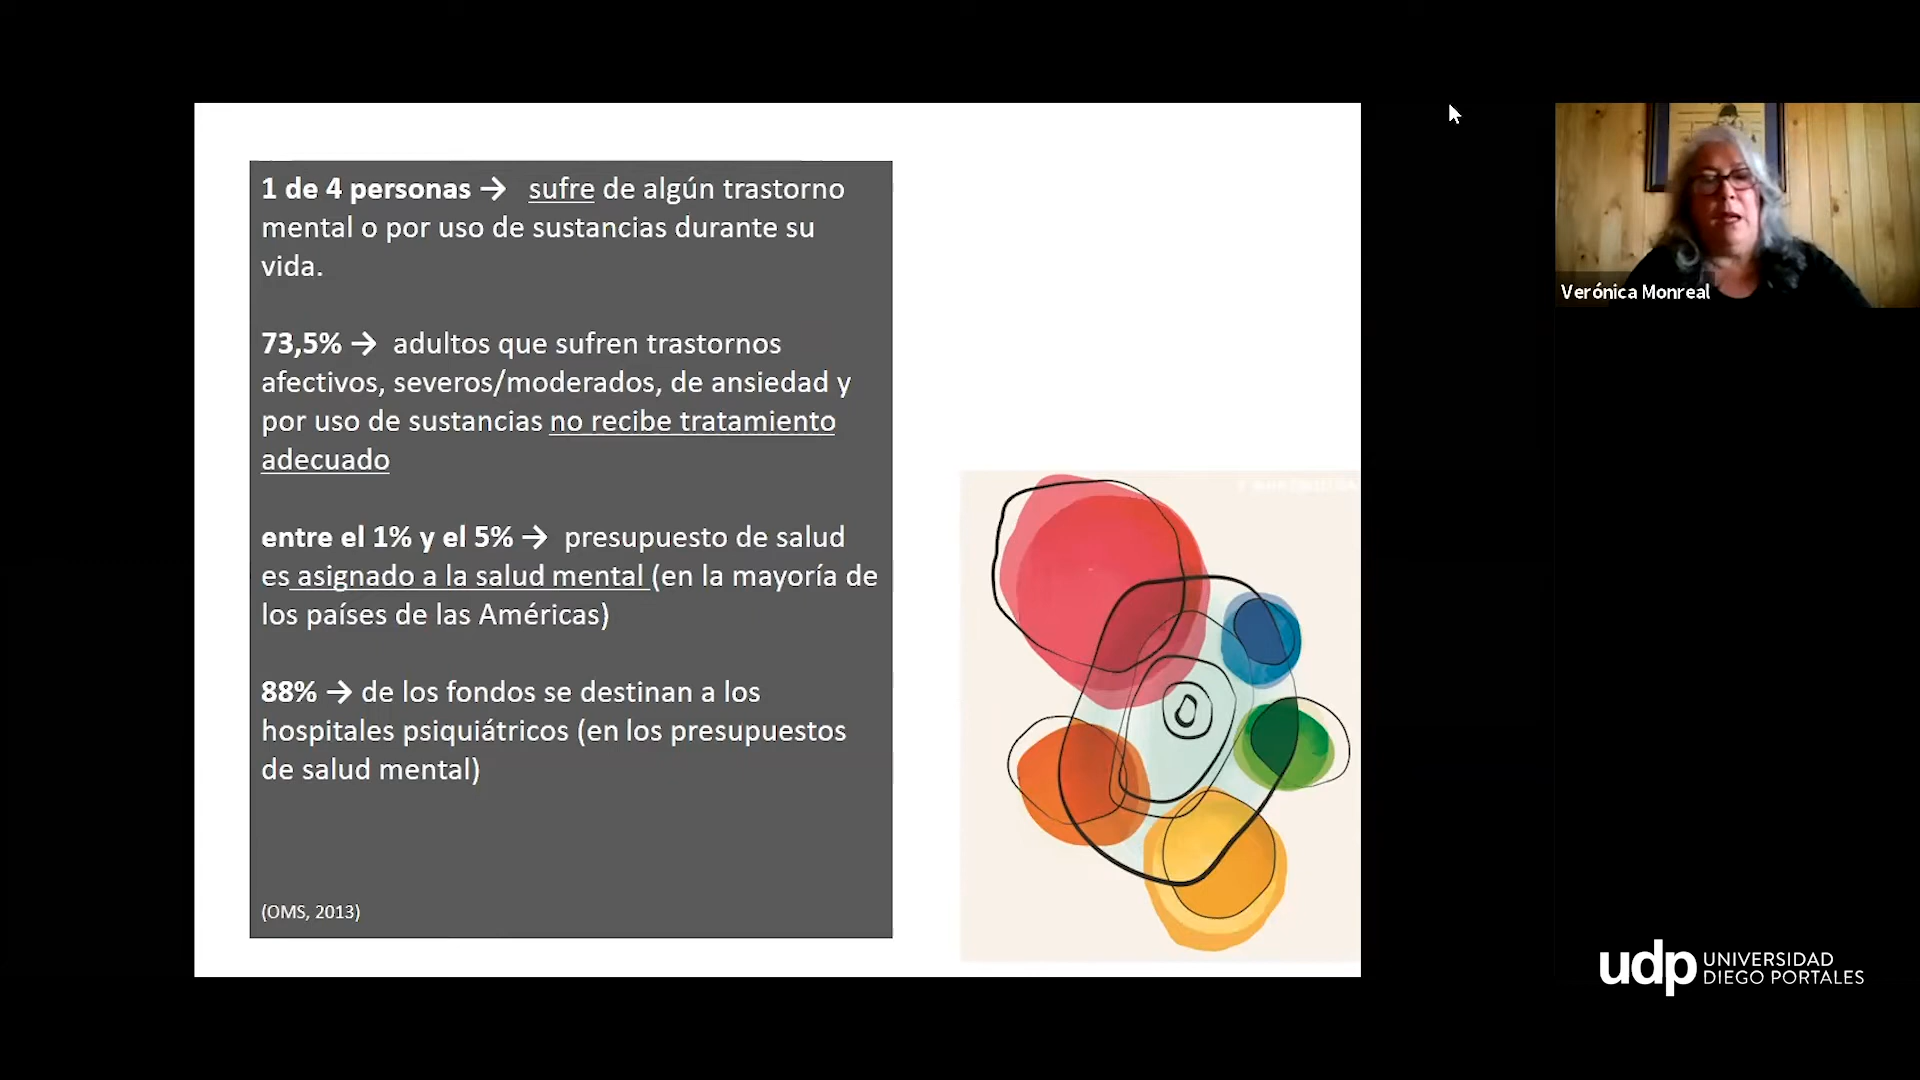 1 de 4 personas → sufre de algún trastorno
mental o por uso de sustancias durante su
vida.
73,5% → adultos que sufren trastornos
afectivos, severos/moderados, de ansiedad y
por uso de sustancias no recibe tratamiento
adecuado
entre el 1% y el 5% → presupuesto de salud
es asignado a la salud mental (en la mayoría de
los países de las Américas)
88% → de los fondos se destinan a los
hospitales psiquiátricos (en los presupuestos
de salud mental)
(OMS, 2013)
Verónica Monreal
udp UNIVERSIDAD
DIEGO PORTALES